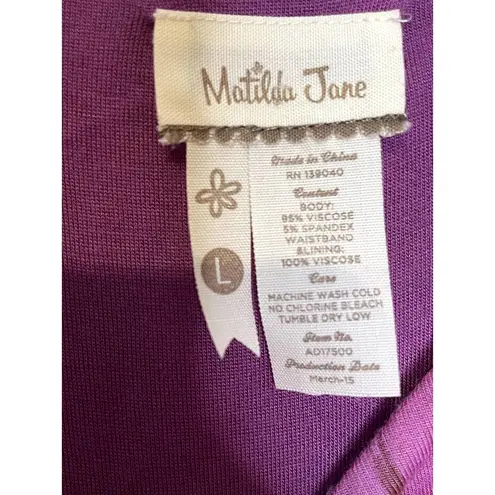 Matilda Jane
Made in China
RN 139040
Content
BODY:
95% VISCOSE
5% SPANDEX
WAISTBAND
&LINING:
100% VISCOSE
Care
MACHINE WASH COLD
NO CHLORINE BLEACH
TUMBLE DRY LOW
Item No.
AD17500
Production Date
March-15
L